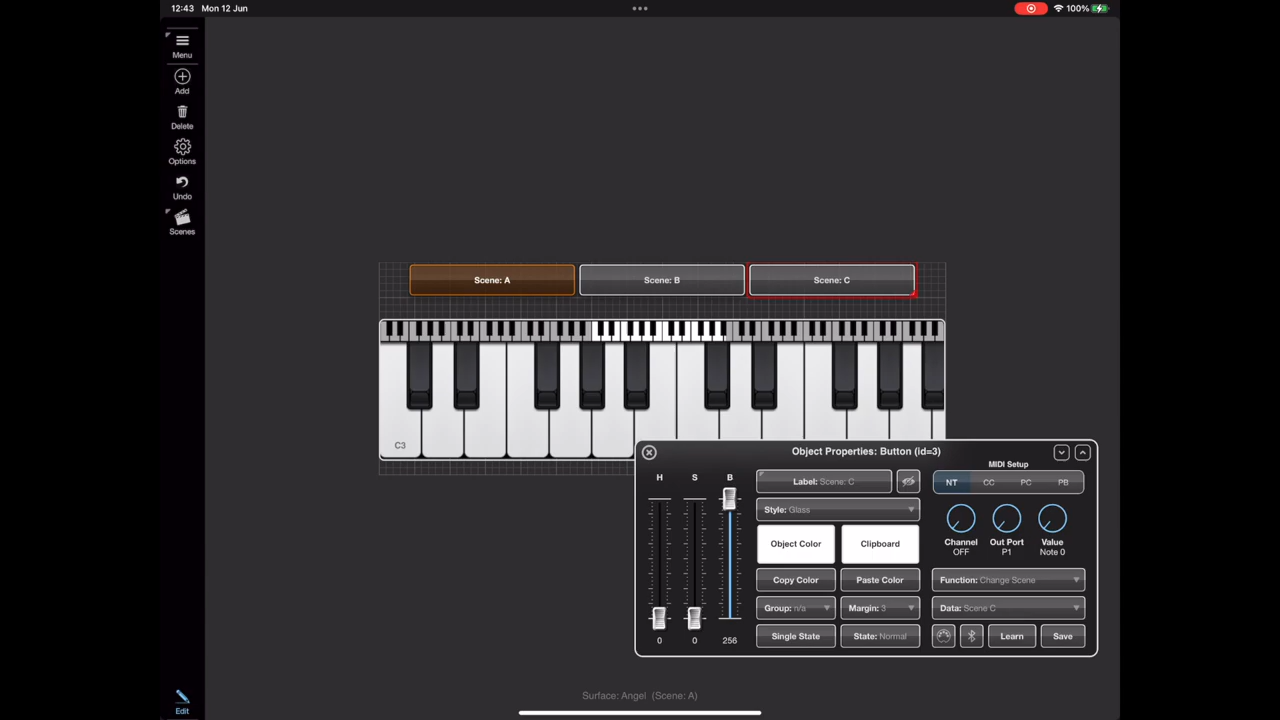 12:43 Mon 12 Jun
100%
Menu
Add
Delete
Options
Undo
Scenes
Scene: A
Scene: B
Scene: C
C3
Object Properties: Button (id=3)
H
S
B
Label: Scene: C
MIDI Setup
NT
CC
PC
PB
Style: Glass
Object Color
Clipboard
Channel
OFF
Out Port
P1
Value
Note 0
Copy Color
Paste Color
Function: Change Scene
Group: n/a
Margin: 3
Data: Scene C
0
0
256
Single State
State: Normal
Learn
Save
Surface: Angel (Scene: A)
Edit